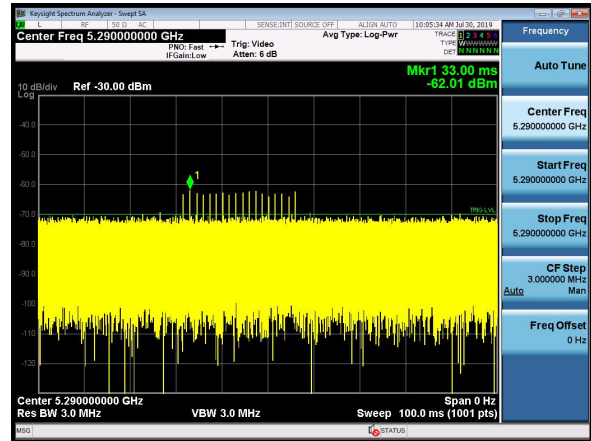 Keysight Spectrum Analyzer - Swept SA
LXI L RF 50 Ω AC SENSE:INT SOURCE OFF ALIGN AUTO 10:05:34 AM Jul 30, 2019
Center Freq 5.290000000 GHz
PNO: Fast
IFGain:Low
Trig: Video
Atten: 6 dB
Avg Type: Log-Pwr
TRACE 1 2 3 4 5 6
TYPE WWWWWW
DET N N N N N N
Mkr1 33.00 ms
-62.01 dBm
10 dB/div Ref -30.00 dBm
Log
-40.0
-50.0
-60.0
1
-70.0
TRIG LVL
-80.0
-90.0
-100
-110
-120
Center 5.290000000 GHz Span 0 Hz
Res BW 3.0 MHz VBW 3.0 MHz Sweep 100.0 ms (1001 pts)
MSG STATUS
Frequency
Auto Tune
Center Freq
5.290000000 GHz
Start Freq
5.290000000 GHz
Stop Freq
5.290000000 GHz
CF Step
3.000000 MHz
Auto Man
Freq Offset
0 Hz